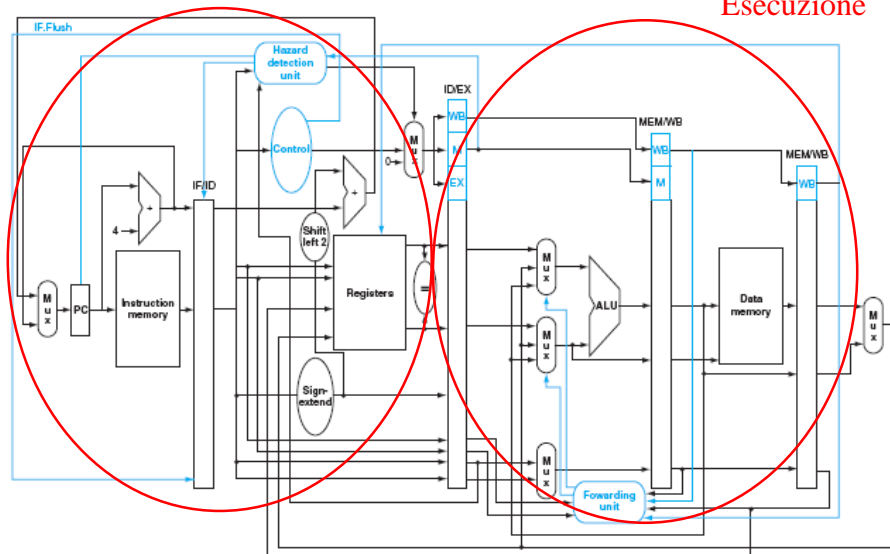 Esecuzione
IF.Flush
Hazard
detection
unit
ID/EX
WB
M
EX
Control
M
u
x
0
MEM/WB
WB
M
MEM/WB
WB
IF/ID
+
4
+
Shift
left 2
M
u
x
PC
Instruction
memory
Registers
=
M
u
x
ALU
M
u
x
Data
memory
M
u
x
Sign-
extend
M
u
x
Fowarding
unit